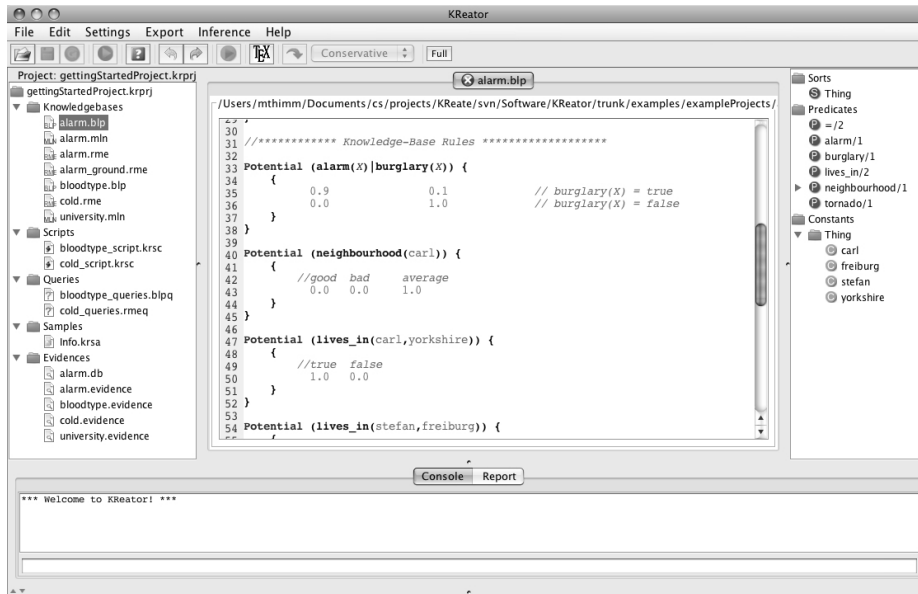 KReator
File Edit Settings Export Inference Help
TEX Conservative Full
Project: gettingStartedProject.krprj
gettingStartedProject.krprj
Knowledgebases
alarm.blp
alarm.mln
alarm.rme
alarm_ground.rme
bloodtype.blp
cold.rme
university.mln
Scripts
bloodtype_script.krsc
cold_script.krsc
Queries
bloodtype_queries.blpq
cold_queries.rmeq
Samples
Info.krsa
Evidences
alarm.db
alarm.evidence
bloodtype.evidence
cold.evidence
university.evidence
alarm.blp
/Users/mthimm/Documents/cs/projects/KReate/svn/Software/KReator/trunk/examples/exampleProjects/
29 }
30
31 //************ Knowledge-Base Rules *******************
32
33 Potential (alarm(X)|burglary(X)) {
34 {
35 0.9 0.1 // burglary(X) = true
36 0.0 1.0 // burglary(X) = false
37 }
38 }
39
40 Potential (neighbourhood(carl)) {
41 {
42 //good bad average
43 0.0 0.0 1.0
44 }
45 }
46
47 Potential (lives_in(carl,yorkshire)) {
48 {
49 //true false
50 1.0 0.0
51 }
52 }
53
54 Potential (lives_in(stefan,freiburg)) {
55 {
Sorts
S Thing
Predicates
P =/2
P alarm/1
P burglary/1
P lives_in/2
P neighbourhood/1
P tornado/1
Constants
Thing
C carl
C freiburg
C stefan
C yorkshire
Console Report
*** Welcome to KReator! ***